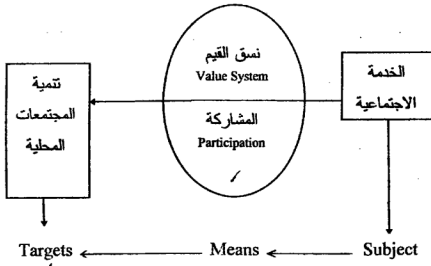 نسق القيم
Value System
المشاركة
Participation
الخدمة
الاجتماعية
تنمية
المجتمعات
المحلية
Targets
Means
Subject